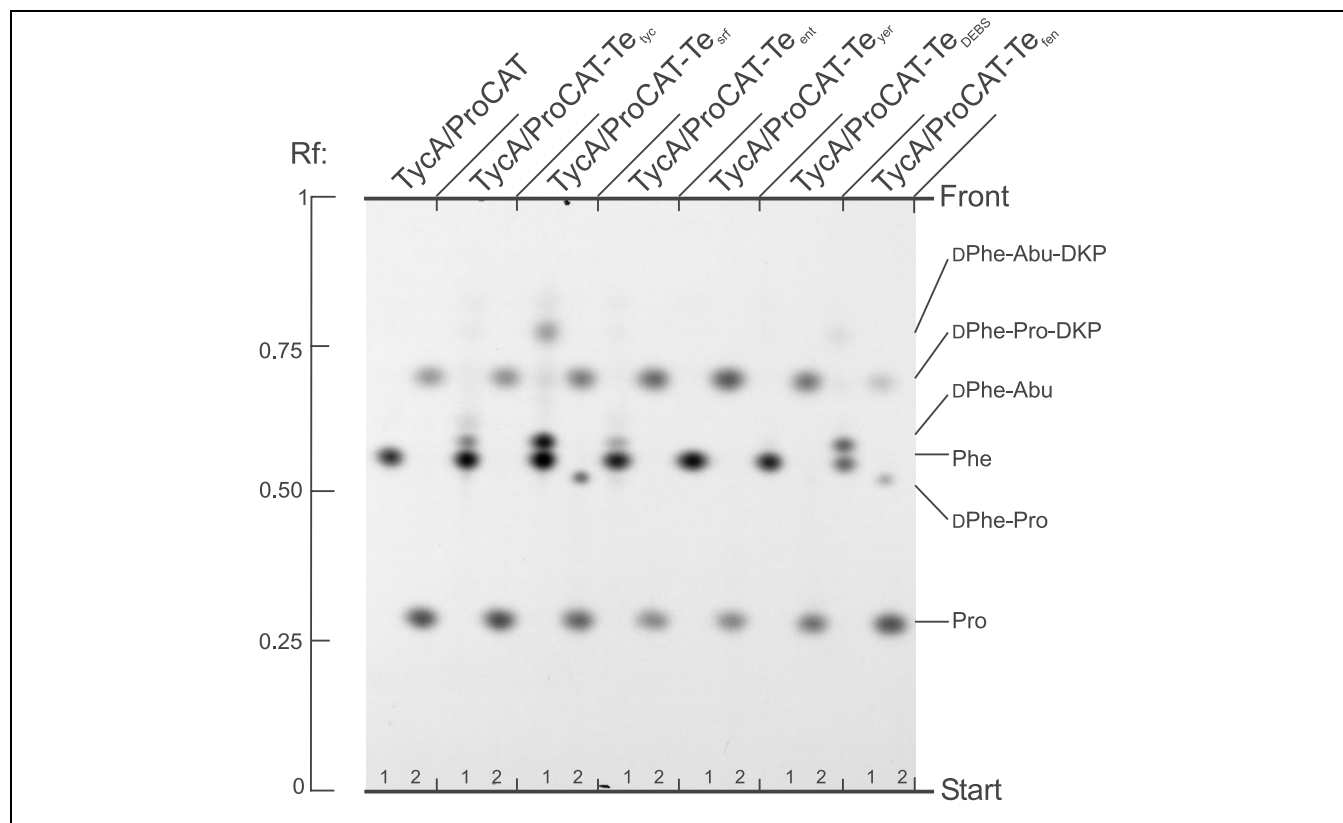 TycA/ProCAT
TycA/ProCAT-Te tyc
TycA/ProCAT-Te srf
TycA/ProCAT-Te ent
TycA/ProCAT-Te yer
TycA/ProCAT-Te DEBS
TycA/ProCAT-Te fen
Rf:
1
Front
DPhe-Abu-DKP
DPhe-Pro-DKP
0.75
DPhe-Abu
Phe
0.50
DPhe-Pro
Pro
0.25
1 2 1 2 1 2 1 2 1 2 1 2 1 2
0
Start